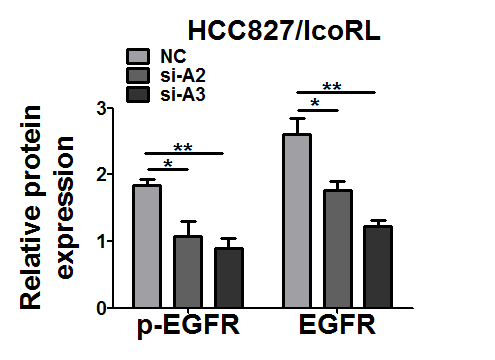 HCC827/IcoRL
NC
si-A2
si-A3
Relative protein
expression
3
2
1
0
**
*
**
*
p-EGFR
EGFR